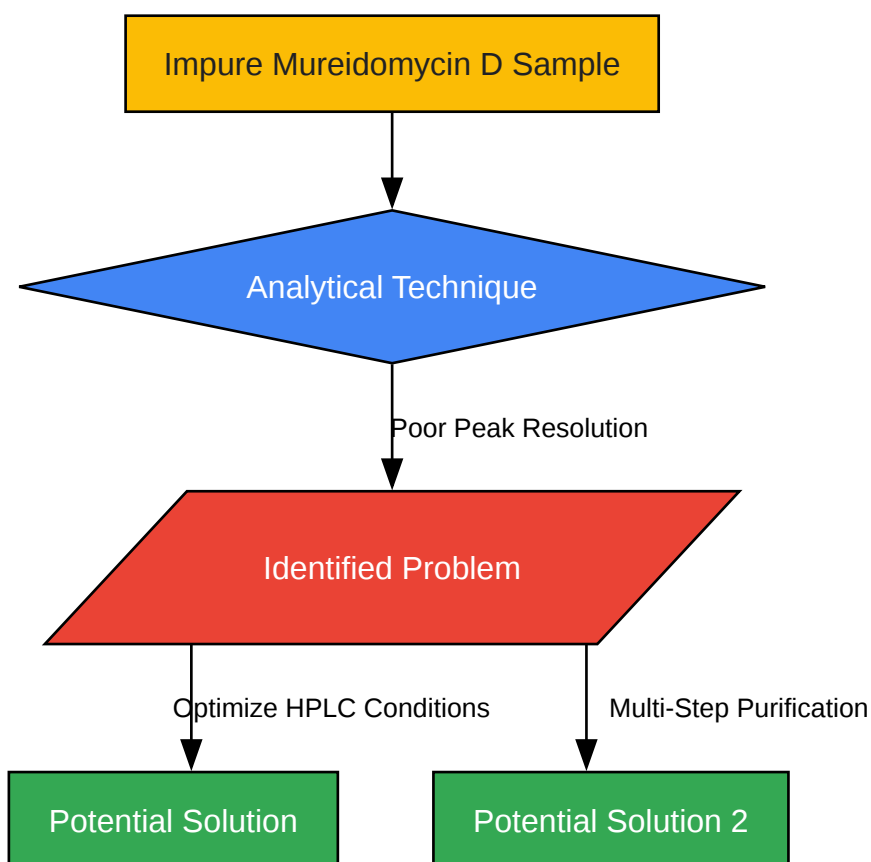 Impure Mureidomycin D Sample
Analytical Technique
Poor Peak Resolution
Identified Problem
Optimize HPLC Conditions
Multi-Step Purification
Potential Solution
Potential Solution 2